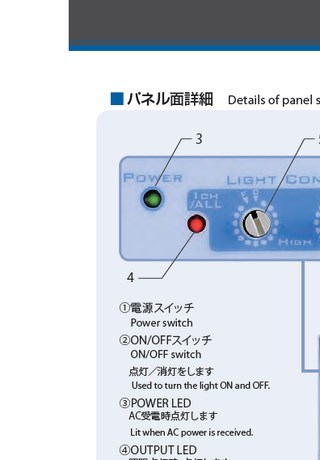 ■ パネル面詳細 Details of panel s
3
5
POWER
LIGHT CON
1CH
/ALL
HIGH
4
①電源スイッチ
Power switch
②ON/OFFスイッチ
ON/OFF switch
点灯／消灯をします
Used to turn the light ON and OFF.
③POWER LED
AC受電時点灯します
Lit when AC power is received.
④OUTPUT LED